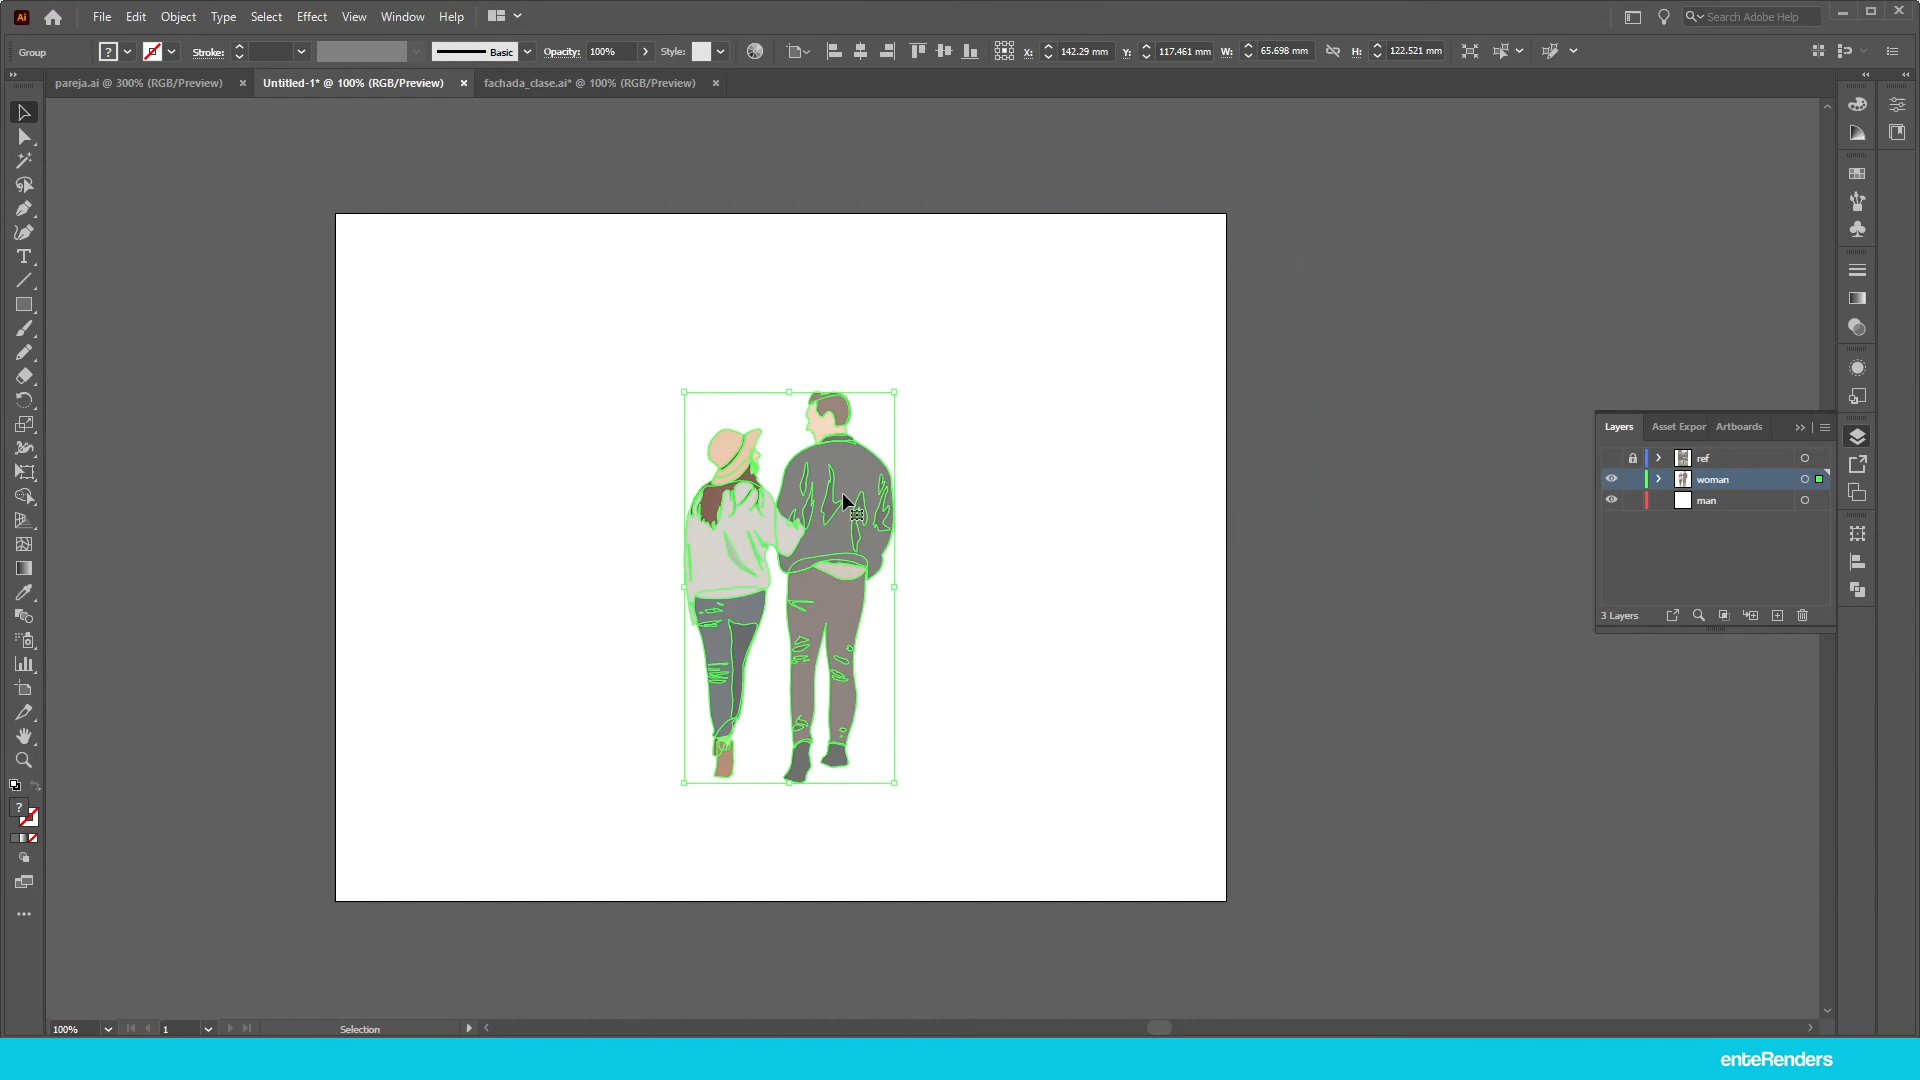 Ai File Edit Object Type Select Effect View Window Help Search Adobe Help
Group ? Stroke: Basic Opacity: 100% Style: X: 142.29 mm Y: 117.461 mm W: 65.698 mm H: 122.521 mm
pareja.ai @ 300% (RGB/Preview) × Untitled-1* @ 100% (RGB/Preview) × fachada_clase.ai* @ 100% (RGB/Preview) ×
Layers Asset Expor Artboards
ref
woman
man
3 Layers
?
100% 1 Selection
enteRenders